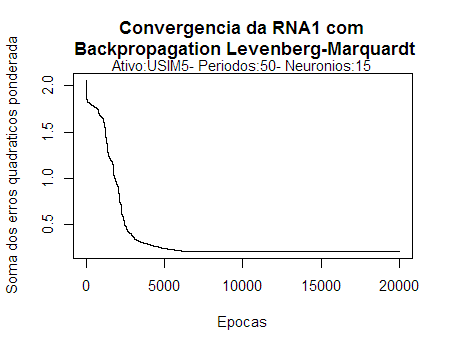 Convergencia da RNA1 com
Backpropagation Levenberg-Marquardt
Ativo:USIM5- Periodos:50- Neuronios:15
Soma dos erros quadraticos ponderada
2.0
1.5
1.0
0.5
0 5000 10000 15000 20000
Epocas